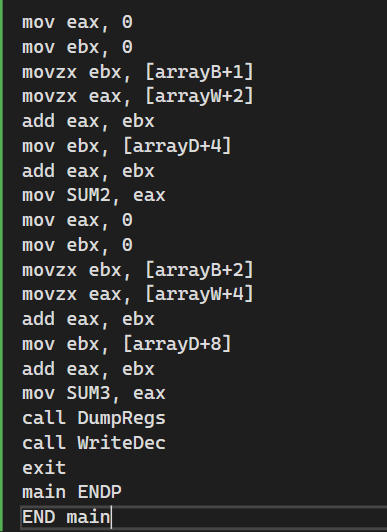 mov eax, 0
mov ebx, 0
movzx ebx, [arrayB+1]
movzx eax, [arrayW+2]
add eax, ebx
mov ebx, [arrayD+4]
add eax, ebx
mov SUM2, eax
mov eax, 0
mov ebx, 0
movzx ebx, [arrayB+2]
movzx eax, [arrayW+4]
add eax, ebx
mov ebx, [arrayD+8]
add eax, ebx
mov SUM3, eax
call DumpRegs
call WriteDec
exit
main ENDP
END main